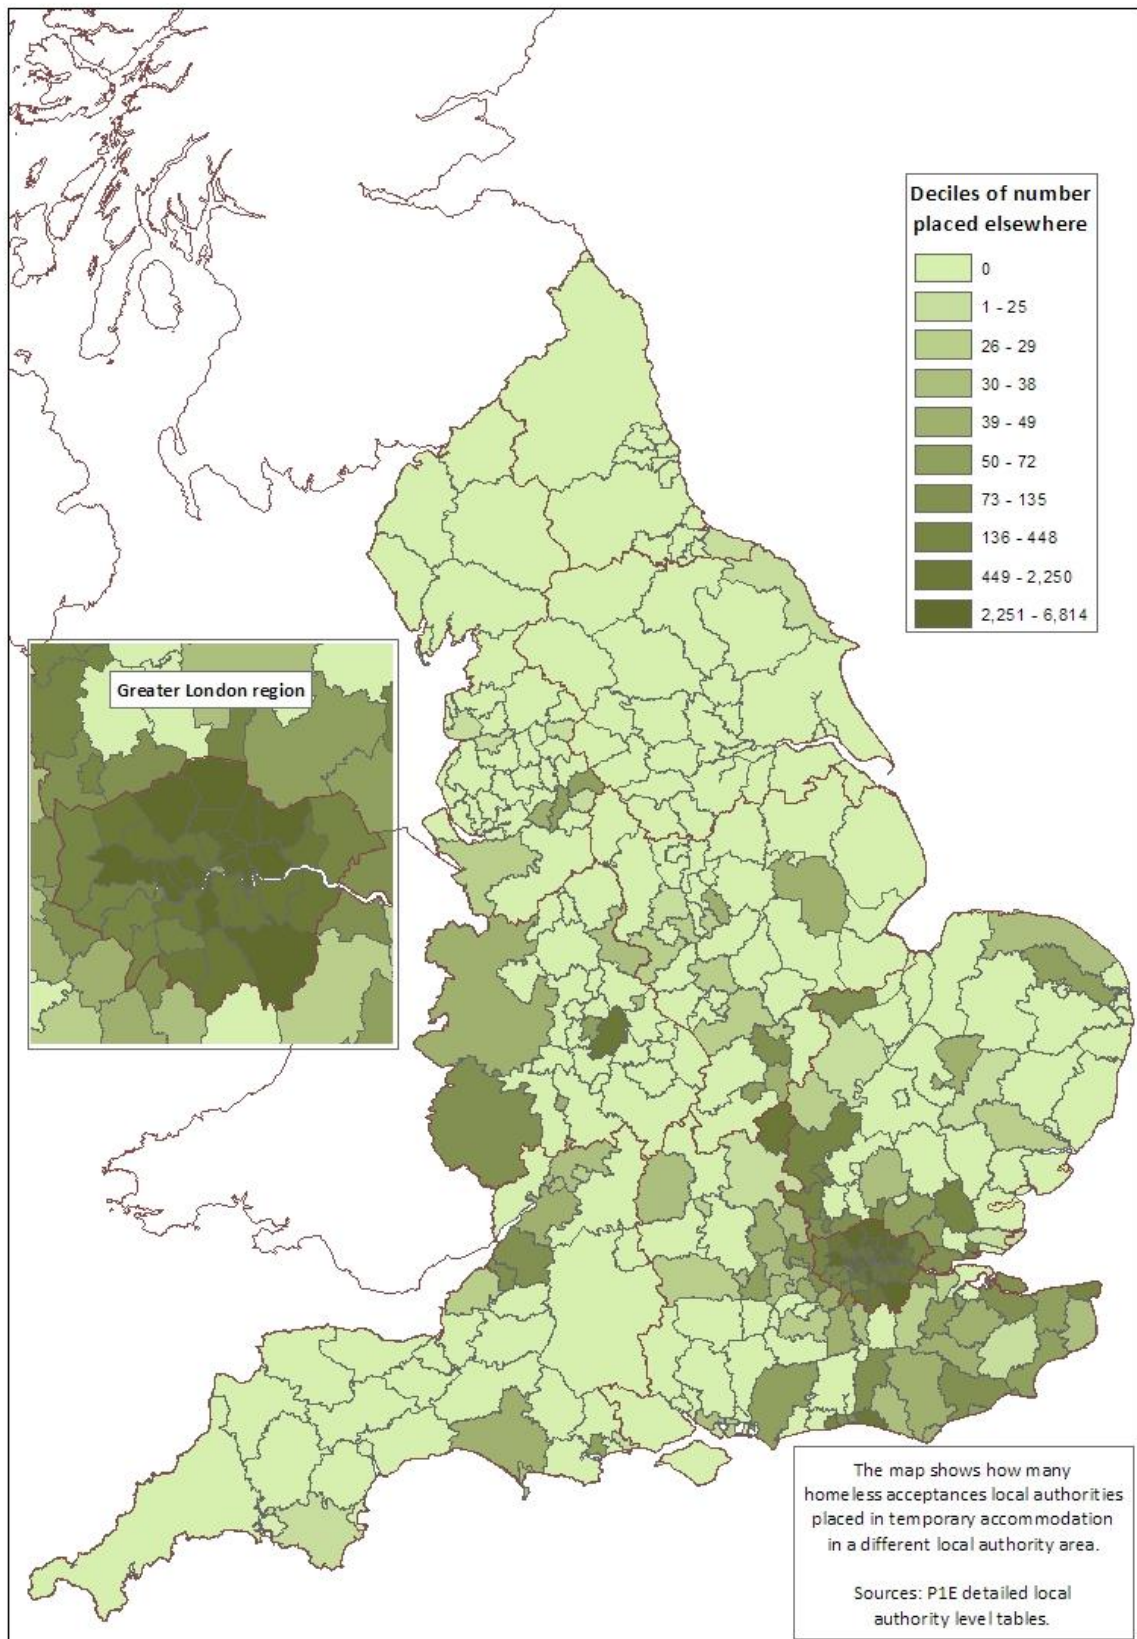 Deciles of number
placed elsewhere
0
1 - 25
26 - 29
30 - 38
39 - 49
50 - 72
73 - 135
136 - 448
449 - 2,250
2,251 - 6,814
Greater London region
The map shows how many
homeless acceptances local authorities
placed in temporary accommodation
in a different local authority area.
Sources: P1E detailed local
authority level tables.